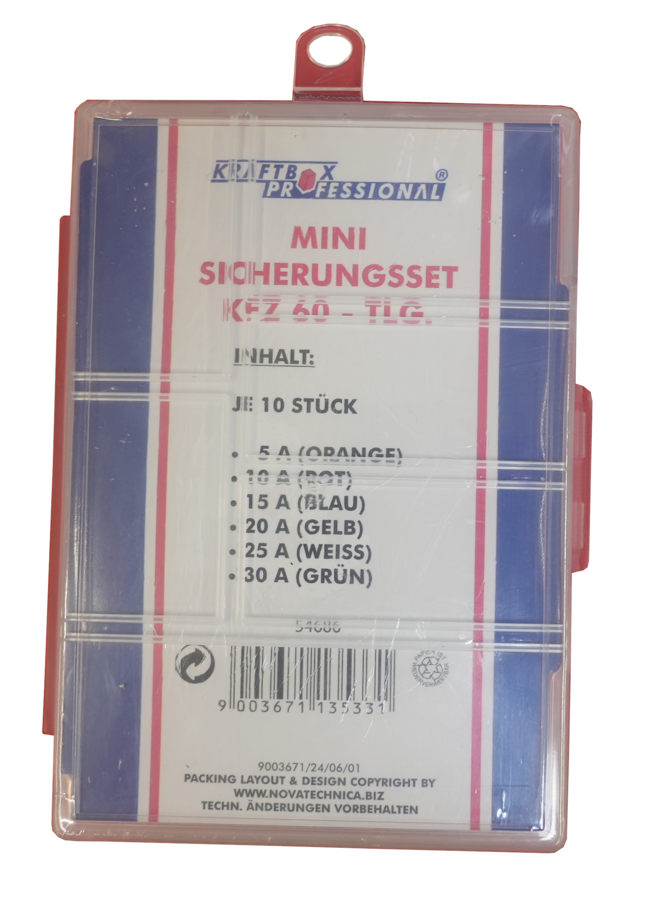 KRAFTBOX
PROFESSIONAL®
MINI
SICHERUNGSSET
KFZ 60 - TLG.
INHALT:
JE 10 STÜCK
• 5 A (ORANGE)
• 10 A (ROT)
• 15 A (BLAU)
• 20 A (GELB)
• 25 A (WEISS)
• 30 A (GRÜN)
54686
9 003671 135331
9003671/24/06/01
PACKING LAYOUT & DESIGN COPYRIGHT BY
WWW.NOVATECHNICA.BIZ
TECHN. ÄNDERUNGEN VORBEHALTEN